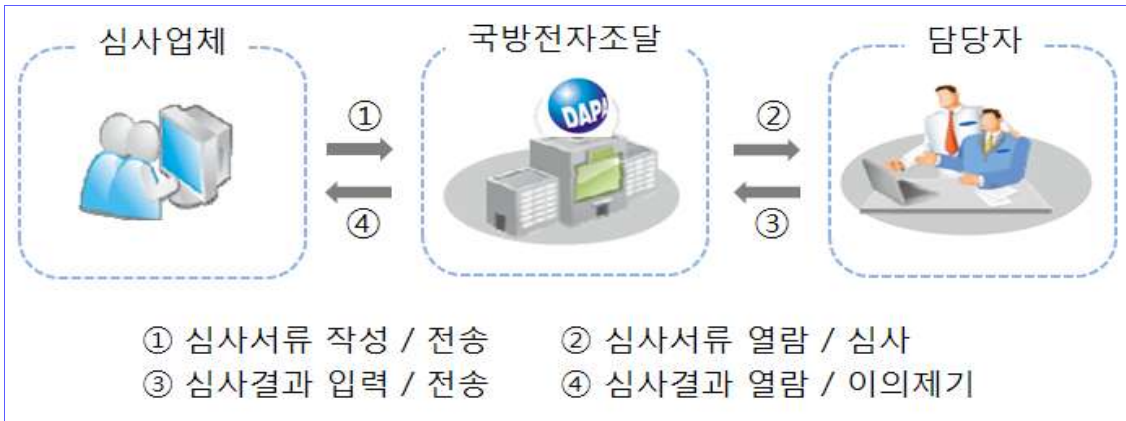 심사업체
국방전자조달
담당자
DAPA
①
②
④
③
① 심사서류 작성 / 전송
② 심사서류 열람 / 심사
③ 심사결과 입력 / 전송
④ 심사결과 열람 / 이의제기